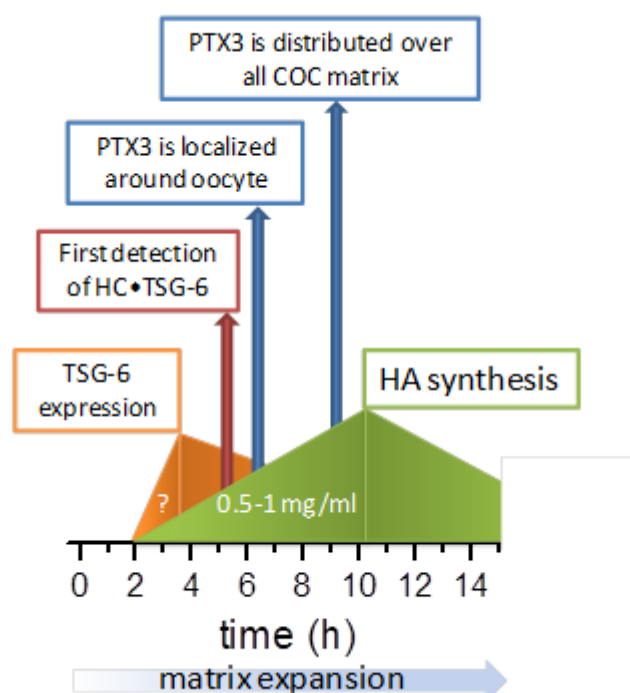 PTX3 is distributed over
all COC matrix
PTX3 is localized
around oocyte
First detection
of HC•TSG-6
TSG-6
expression
HA synthesis
?
0.5-1 mg/ml
0 2 4 6 8 10 12 14
time (h)
matrix expansion